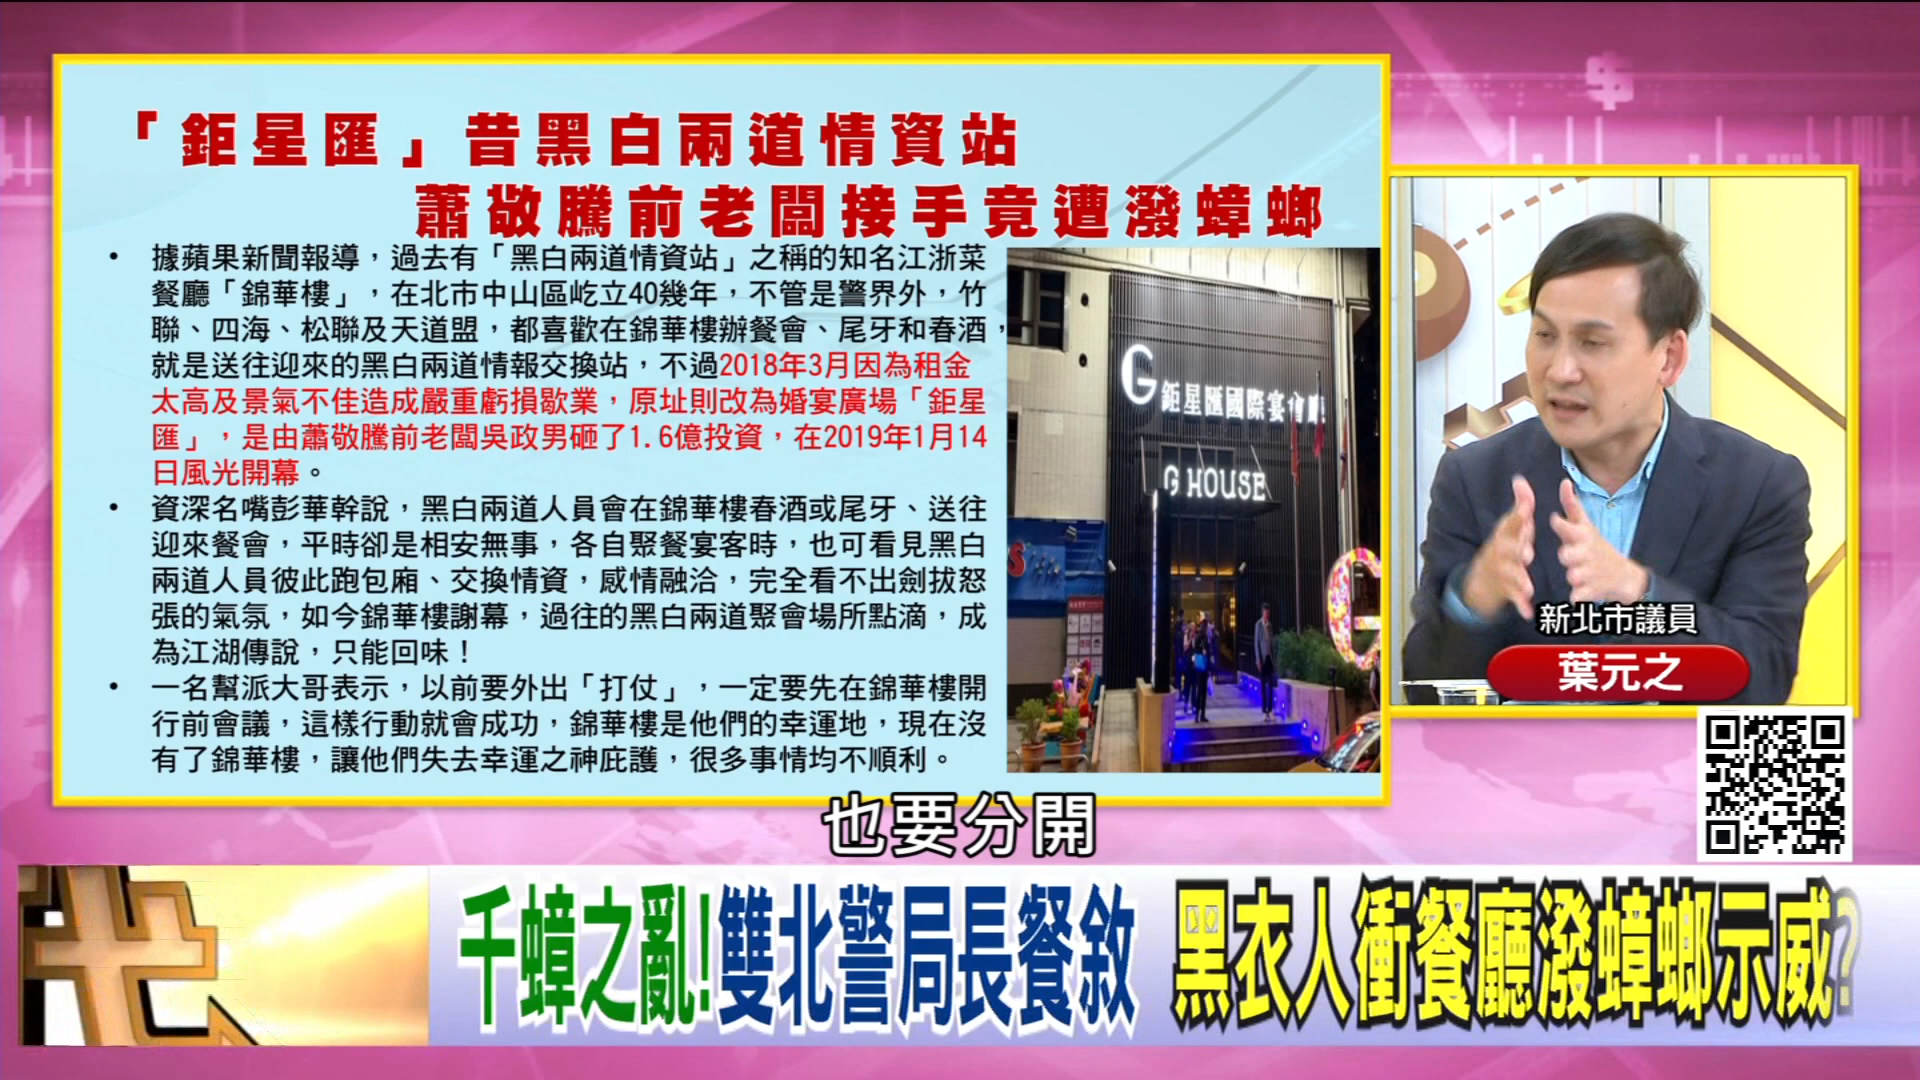 「鉅星匯」昔黑白兩道情資站
蕭敬騰前老闆接手竟遭潑蟑螂
• 據蘋果新聞報導，過去有「黑白兩道情資站」之稱的知名江浙菜
餐廳「錦華樓」，在北市中山區屹立40幾年，不管是警界外，竹
聯、四海、松聯及天道盟，都喜歡在錦華樓辦餐會、尾牙和春酒，
就是送往迎來的黑白兩道情報交換站，不過2018年3月因為租金
太高及景氣不佳造成嚴重虧損歇業，原址則改為婚宴廣場「鉅星
匯」，是由蕭敬騰前老闆吳政男砸了1.6億投資，在2019年1月14
日風光開幕。
• 資深名嘴彭華幹說，黑白兩道人員會在錦華樓春酒或尾牙、送往
迎來餐會，平時卻是相安無事，各自聚餐宴客時，也可看見黑白
兩道人員彼此跑包廂、交換情資，感情融洽，完全看不出劍拔怒
張的氣氛，如今錦華樓謝幕，過往的黑白兩道聚會場所點滴，成
為江湖傳說，只能回味！
• 一名幫派大哥表示，以前要外出「打仗」，一定要先在錦華樓開
行前會議，這樣行動就會成功，錦華樓是他們的幸運地，現在沒
有了錦華樓，讓他們失去幸運之神庇護，很多事情均不順利。
G 鉅星匯國際宴會廳
G HOUSE
新北市議員
葉元之
也要分開
千蟑之亂!雙北警局長餐敘 黑衣人衝餐廳潑蟑螂示威?